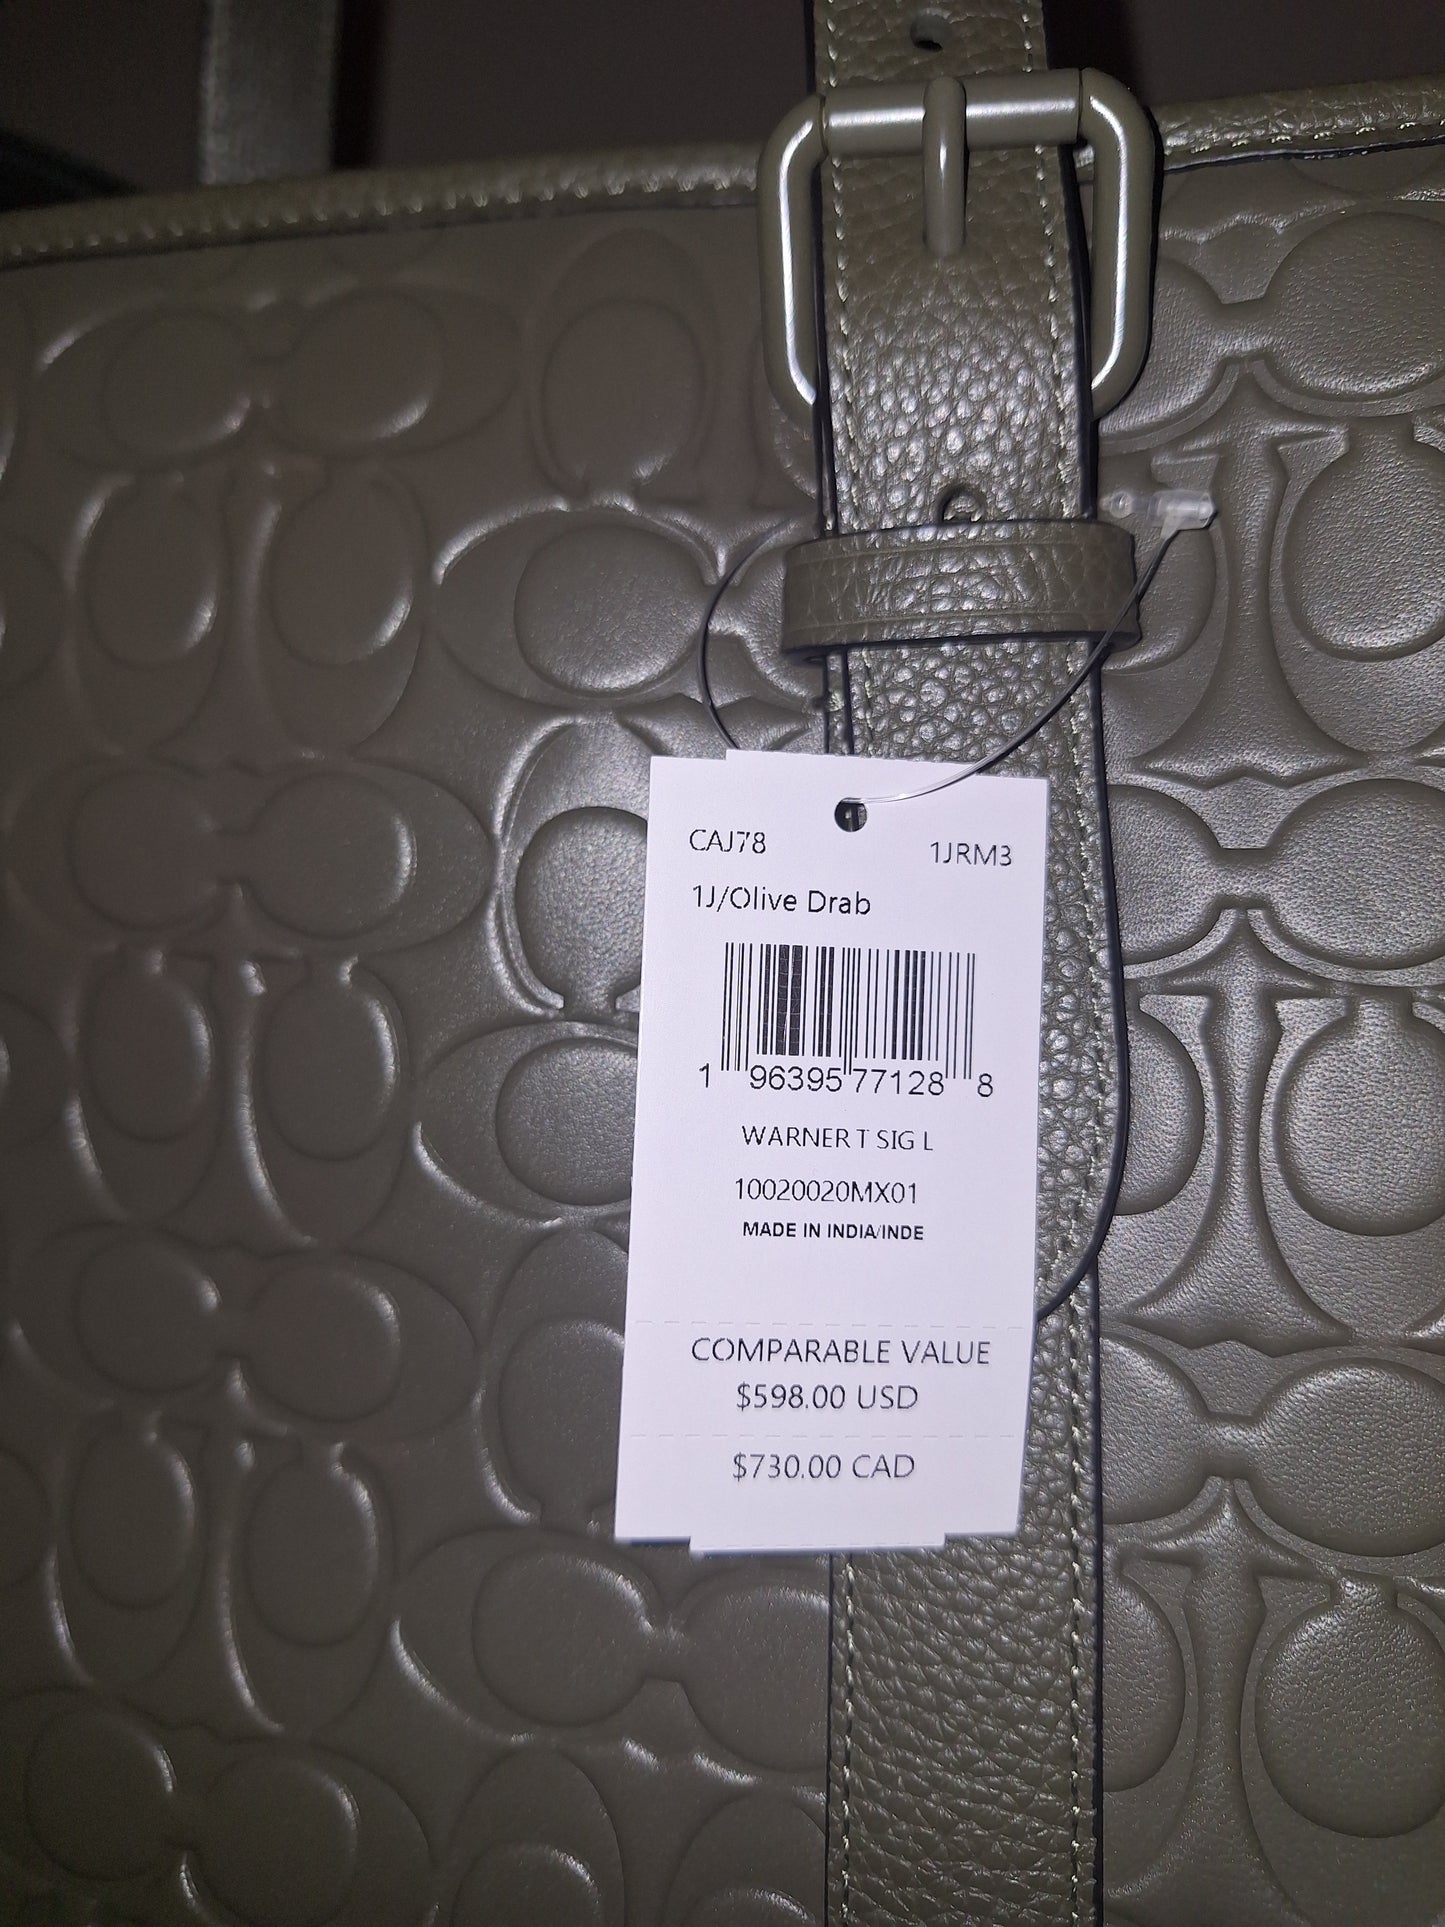 CAJ78 1JRM3
1J/Olive Drab
1 96395 77128 8
WARNER T SIG L
10020020MX01
MADE IN INDIA/INDE
COMPARABLE VALUE
$598.00 USD
$730.00 CAD